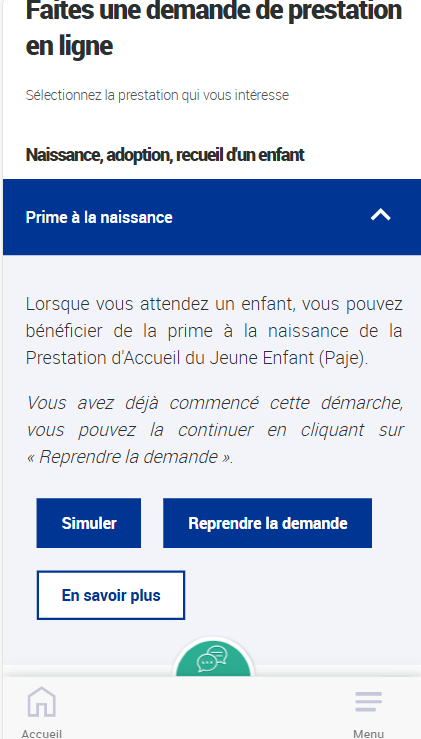 Faites une demande de prestation
en ligne
Sélectionnez la prestation qui vous intéresse
Naissance, adoption, recueil d'un enfant
Prime à la naissance
Lorsque vous attendez un enfant, vous pouvez
bénéficier de la prime à la naissance de la
Prestation d'Accueil du Jeune Enfant (Paje).
Vous avez déjà commencé cette démarche,
vous pouvez la continuer en cliquant sur
« Reprendre la demande ».
Simuler
Reprendre la demande
En savoir plus
Accueil
Menu